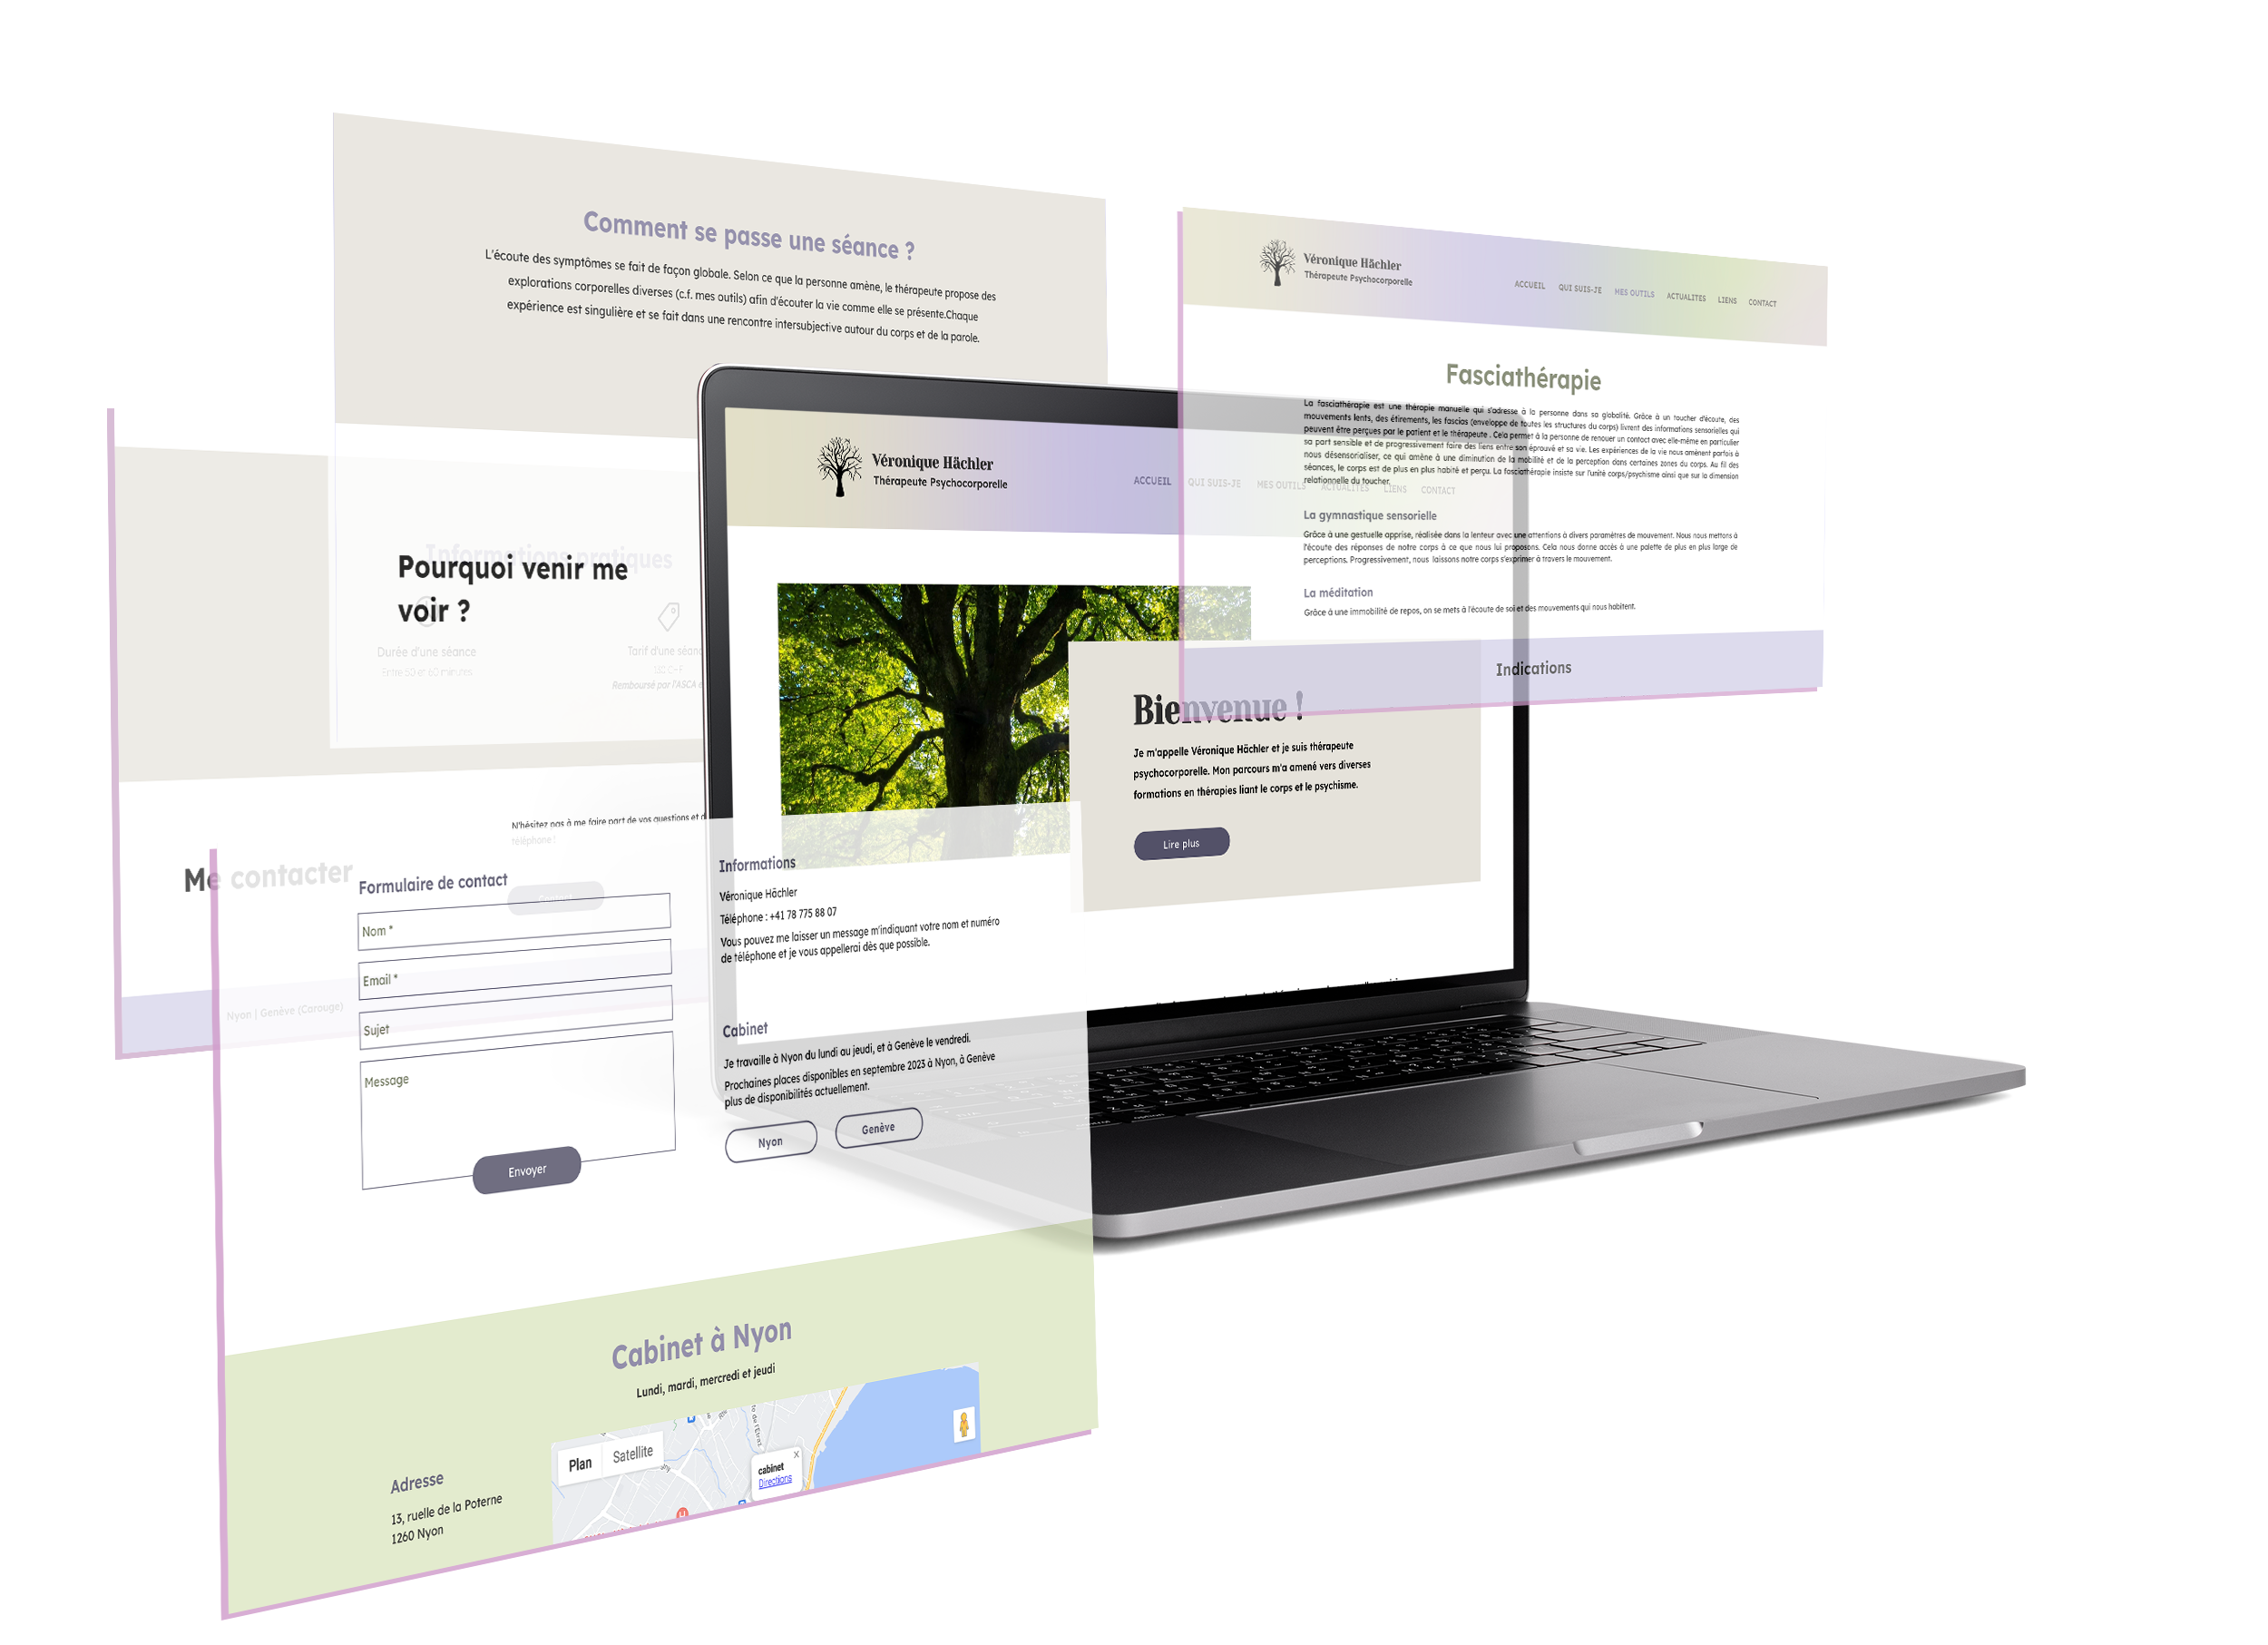 Comment se passe une séance ?
L'écoute des symptômes se fait de façon globale. Selon ce que la personne amène, le thérapeute propose des
explorations corporelles diverses (c.f. mes outils) afin d'écouter la vie comme elle se présente.Chaque
expérience est singulière et se fait dans une rencontre intersubjective autour du corps et de la parole.
Informations pratiques
Durée d'une séance
Entre 50 et 60 minutes
Tarif d'une séanc
Remboursé par l'ASCA
Pourquoi venir me
voir ?
N'hésitez pas à me faire part de vos questions et
téléphone !
Me contacter
Nyon | Genève (Carouge)
Véronique Hächler
Thérapeute Psychocorporelle
ACCUEIL QUI SUIS-JE MES OUTILS ACTUALITÉS LIENS CONTACT
Fasciathérapie
La fasciathérapie est une thérapie manuelle qui s'adresse à la personne dans sa globalité. Grâce à un toucher d'écoute, des
mouvements lents, des étirements, les fascias (enveloppe de toutes les structures du corps) livrent des informations sensorielles qui
peuvent être perçues par le patient et le thérapeute . Cela permet à la personne de renouer un contact avec elle-même en particulier
sa part sensible et de progressivement faire des liens entre son éprouvé et sa vie. Les expériences de la vie nous amènent parfois à
nous désensorialiser, ce qui amène à une diminution de la mobilité et de la perception dans certaines zones du corps. Au fil des
séances, le corps est de plus en plus habité et perçu. La fasciathérapie insiste sur l'unité corps/psychisme ainsi que sur la dimension
relationnelle du toucher.
La gymnastique sensorielle
Grâce à une gestuelle apprise, réalisée dans la lenteur avec une attentions à divers paramètres de mouvement. Nous nous mettons à
l'écoute des réponses de notre corps à ce que nous lui proposons. Cela nous donne accès à une palette de plus en plus large de
perceptions. Progressivement, nous laissons notre corps s'exprimer à travers le mouvement.
La méditation
Grâce à une immobilité de repos, on se mets à l'écoute de soi et des mouvements qui nous habitent.
Indications
Véronique Hächler
Thérapeute Psychocorporelle
ACCUEIL QUI SUIS-JE MES OUTILS ACTUALITÉS LIENS CONTACT
Bienvenue !
Je m'appelle Véronique Hächler et je suis thérapeute
psychocorporelle. Mon parcours m'a amené vers diverses
formations en thérapies liant le corps et le psychisme.
Lire plus
Formulaire de contact
Nom *
Email *
Sujet
Message
Envoyer
Informations
Véronique Hächler
Téléphone : +41 78 775 88 07
Vous pouvez me laisser un message m'indiquant votre nom et numéro
de téléphone et je vous appellerai dès que possible.
Cabinet
Je travaille à Nyon du lundi au jeudi, et à Genève le vendredi.
Prochaines places disponibles en septembre 2023 à Nyon, à Genève
plus de disponibilités actuellement.
Nyon
Genève
Cabinet à Nyon
Lundi, mardi, mercredi et jeudi
Adresse
13, ruelle de la Poterne
1260 Nyon
Plan
Satellite
cabinet
Directions